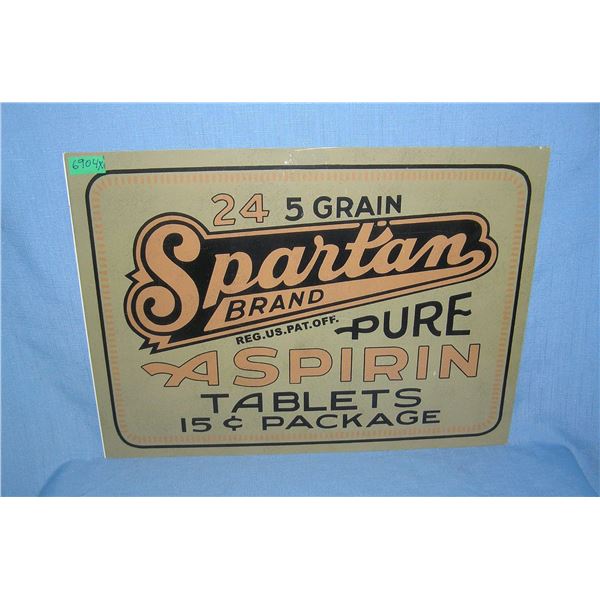 6904x
24 5 GRAIN
Spartan
BRAND
REG.US.PAT.OFF.
PURE
ASPIRIN
TABLETS
15¢ PACKAGE